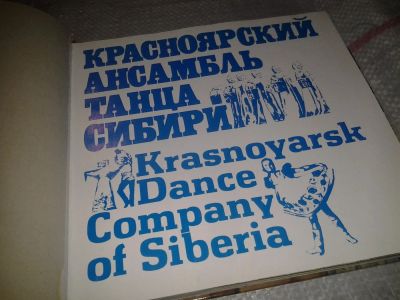 КРАСНОЯРСКИЙ
АНСАМБЛЬ
ТАНЦА
СИБИРИ
Krasnoyarsk
Dance
Company
of Siberia